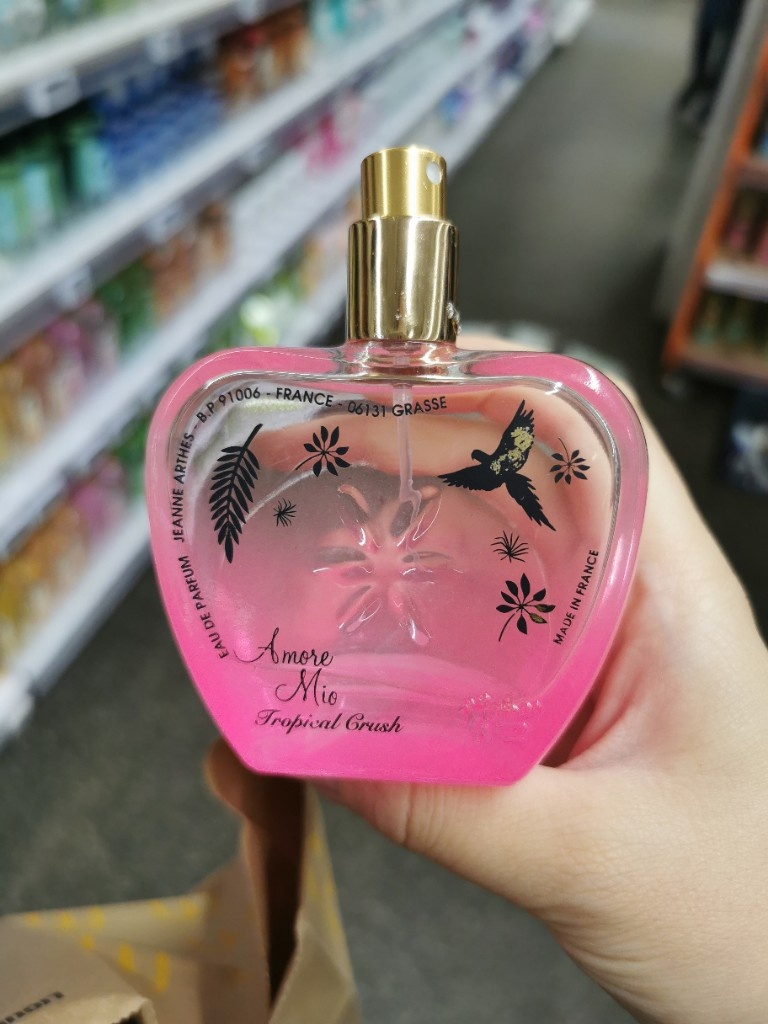 EAU DE PARFUM JEANNE ARTHES - B.P. 91006 - FRANCE - 06131 GRASSE
MADE IN FRANCE
Amore
Mio
Tropical Crush